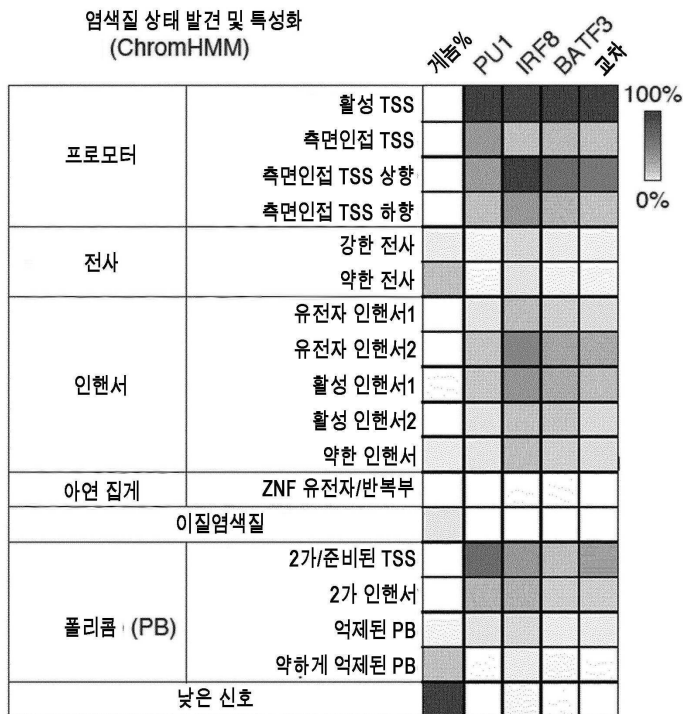 염색질 상태 발견 및 특성화
(ChromHMM)
게놈% PU1 IRF8 BATF3 교차
100%
0%
프로모터
활성 TSS
측면인접 TSS
측면인접 TSS 상향
측면인접 TSS 하향
전사
강한 전사
약한 전사
인핸서
유전자 인핸서1
유전자 인핸서2
활성 인핸서1
활성 인핸서2
약한 인핸서
아연 집게
ZNF 유전자/반복부
이질염색질
폴리콤 (PB)
2가/준비된 TSS
2가 인핸서
억제된 PB
약하게 억제된 PB
낮은 신호